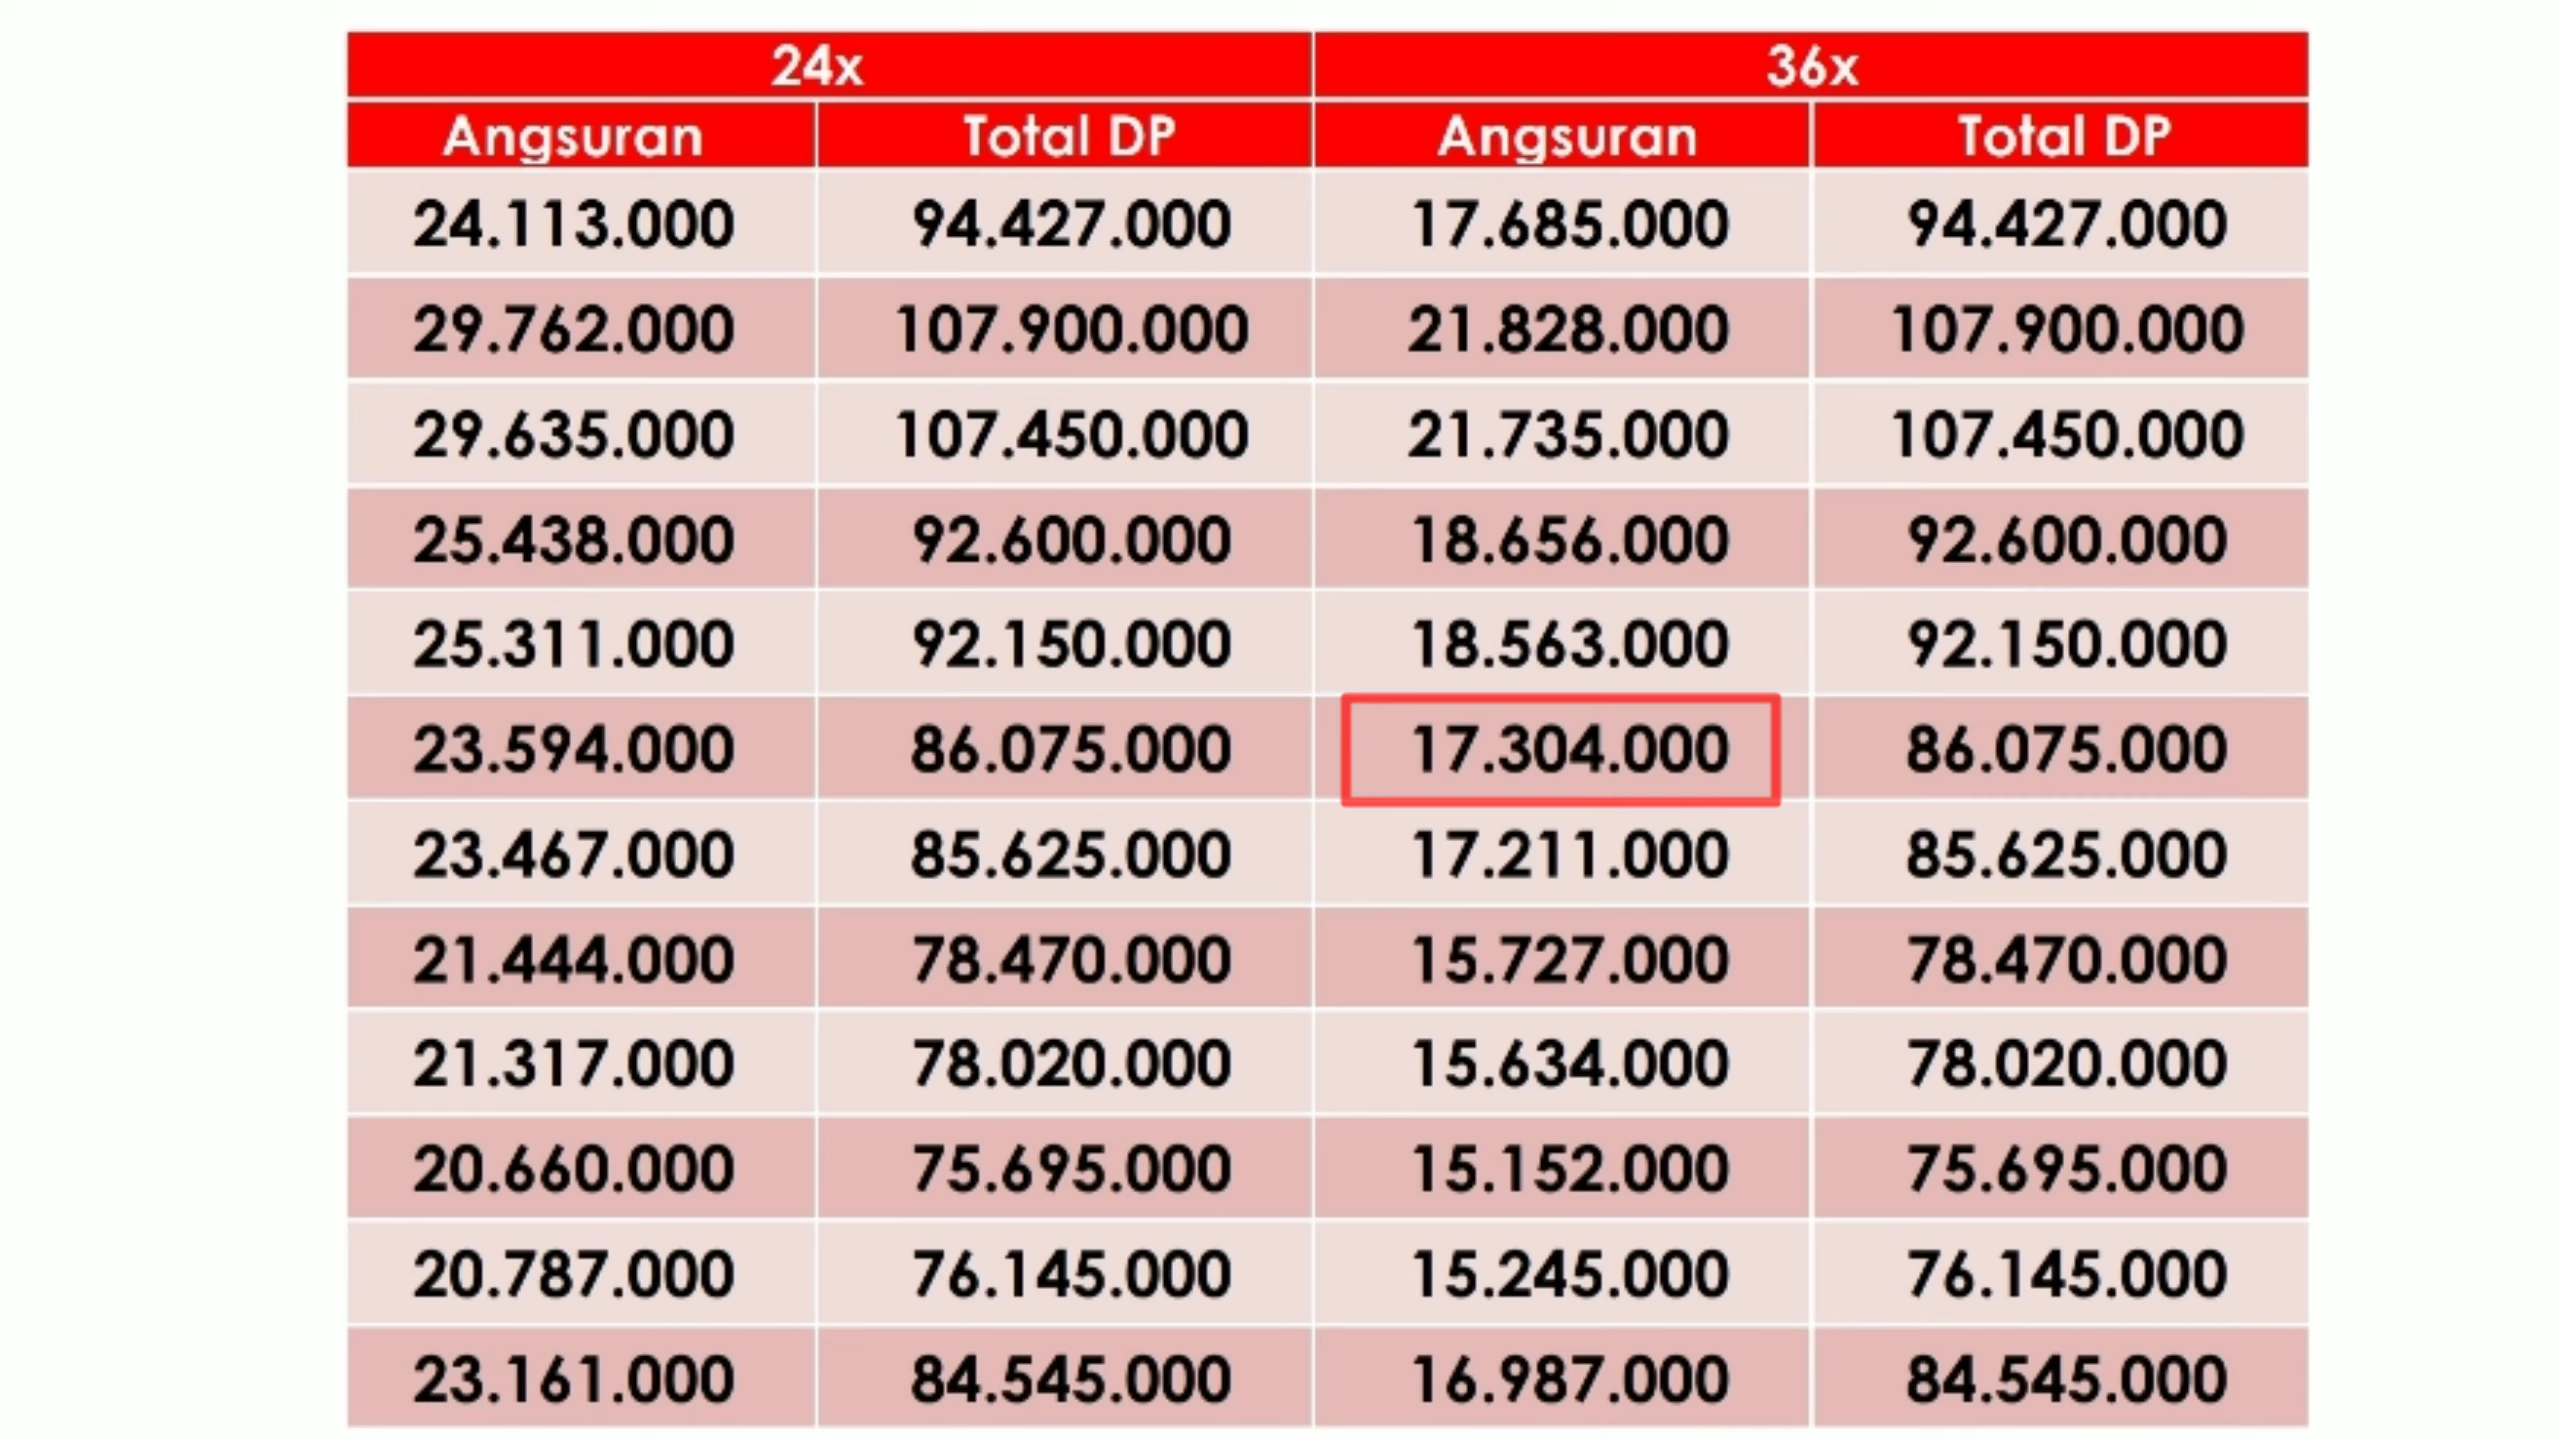 24x 36x
Angsuran Total DP Angsuran Total DP
24.113.000 94.427.000 17.685.000 94.427.000
29.762.000 107.900.000 21.828.000 107.900.000
29.635.000 107.450.000 21.735.000 107.450.000
25.438.000 92.600.000 18.656.000 92.600.000
25.311.000 92.150.000 18.563.000 92.150.000
23.594.000 86.075.000 17.304.000 86.075.000
23.467.000 85.625.000 17.211.000 85.625.000
21.444.000 78.470.000 15.727.000 78.470.000
21.317.000 78.020.000 15.634.000 78.020.000
20.660.000 75.695.000 15.152.000 75.695.000
20.787.000 76.145.000 15.245.000 76.145.000
23.161.000 84.545.000 16.987.000 84.545.000